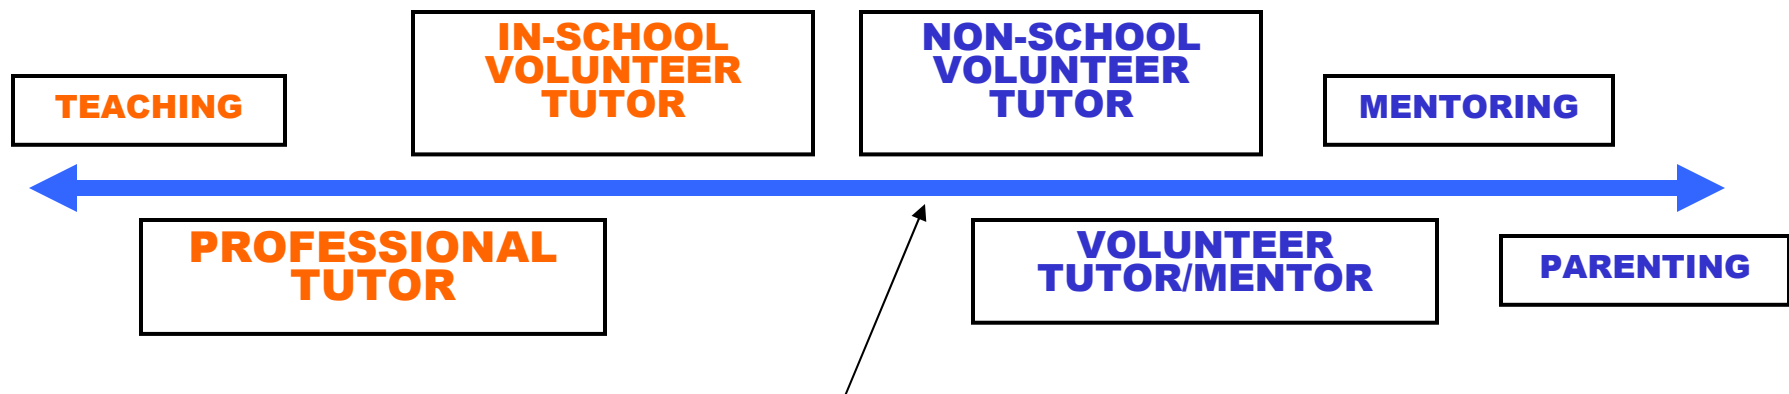 IN-SCHOOL
VOLUNTEER
TUTOR
NON-SCHOOL
VOLUNTEER
TUTOR
TEACHING
MENTORING
PROFESSIONAL
TUTOR
VOLUNTEER
TUTOR/MENTOR
PARENTING